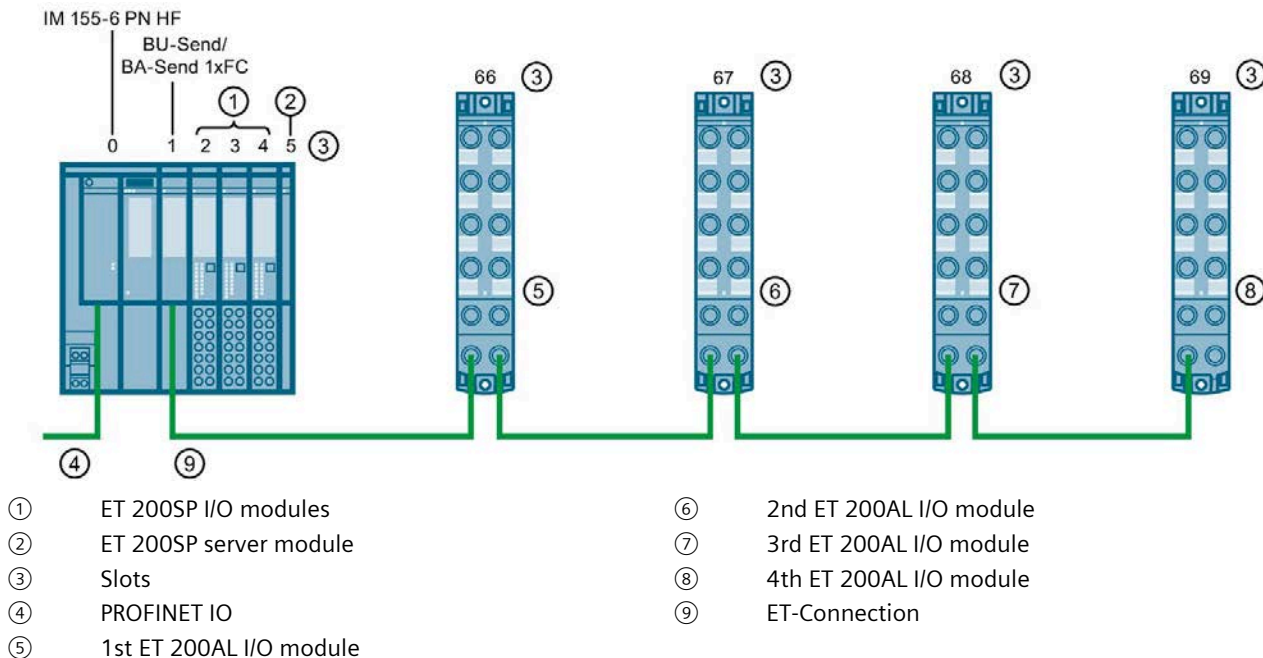 IM 155-6 PN HF
BU-Send/
BA-Send 1xFC
① ②
0 1 2 3 4 5 ③
66 ③
67 ③
68 ③
69 ③
⑤
⑥
⑦
⑧
④ ⑨
① ET 200SP I/O modules
② ET 200SP server module
③ Slots
④ PROFINET IO
⑤ 1st ET 200AL I/O module
⑥ 2nd ET 200AL I/O module
⑦ 3rd ET 200AL I/O module
⑧ 4th ET 200AL I/O module
⑨ ET-Connection